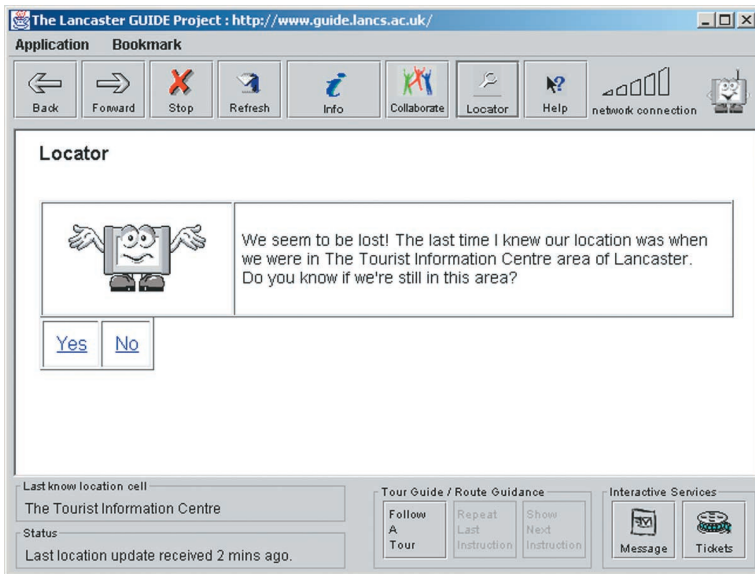 The Lancaster GUIDE Project : http://www.guide.lancs.ac.uk/
Application Bookmark
Back Forward Stop Refresh Info Collaborate Locator Help network connection
Locator
We seem to be lost! The last time I knew our location was when
we were in The Tourist Information Centre area of Lancaster.
Do you know if we're still in this area?
Yes No
Last know location cell
The Tourist Information Centre
Status
Last location update received 2 mins ago.
Tour Guide / Route Guidance
Follow
A
Tour
Repeat
Last
Instruction
Show
Next
Instruction
Interactive Services
Message Tickets